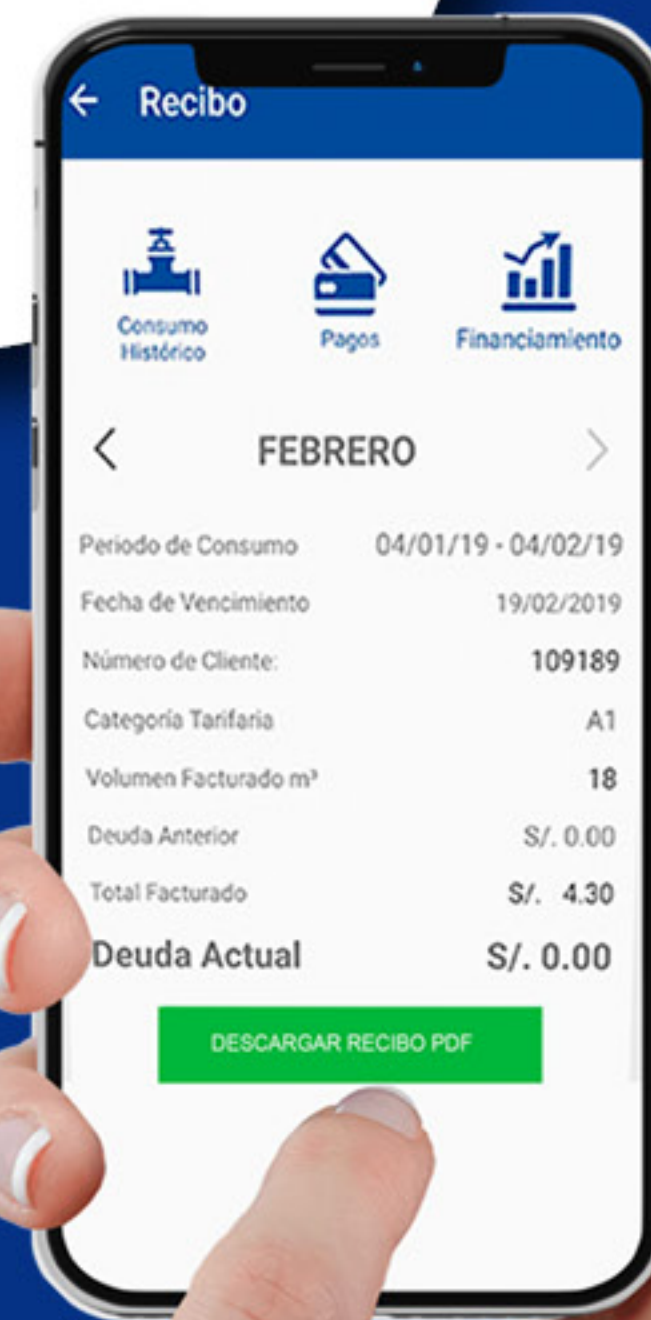 Recibo
Consumo
Histórico
Pagos
Financiamiento
FEBRERO
Periodo de Consumo 04/01/19 - 04/02/19
Fecha de Vencimiento 19/02/2019
Número de Cliente: 109189
Categoría Tarifaria A1
Volumen Facturado m³ 18
Deuda Anterior S/. 0.00
Total Facturado S/. 4.30
Deuda Actual S/. 0.00
DESCARGAR RECIBO PDF